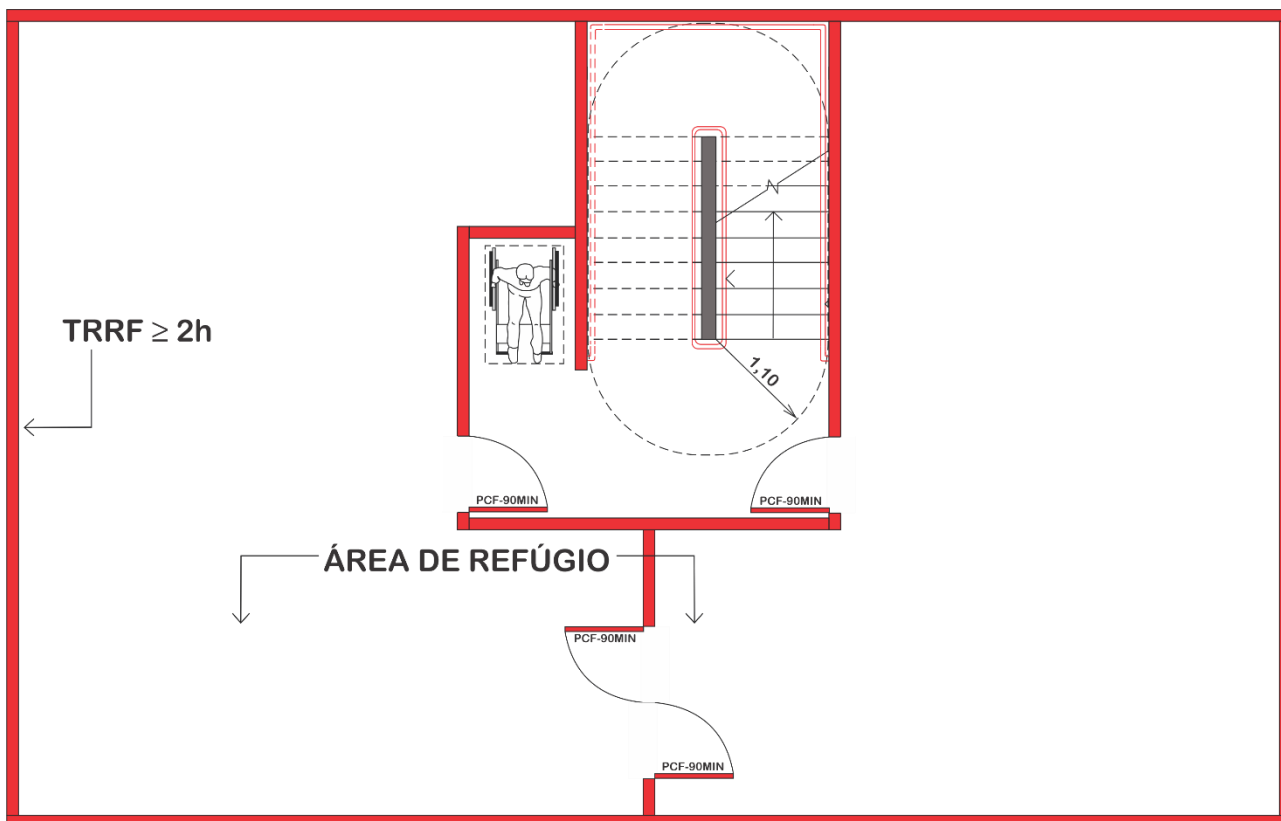 TRRF ≥ 2h
1,10
PCF-90MIN
PCF-90MIN
ÁREA DE REFÚGIO
PCF-90MIN
PCF-90MIN